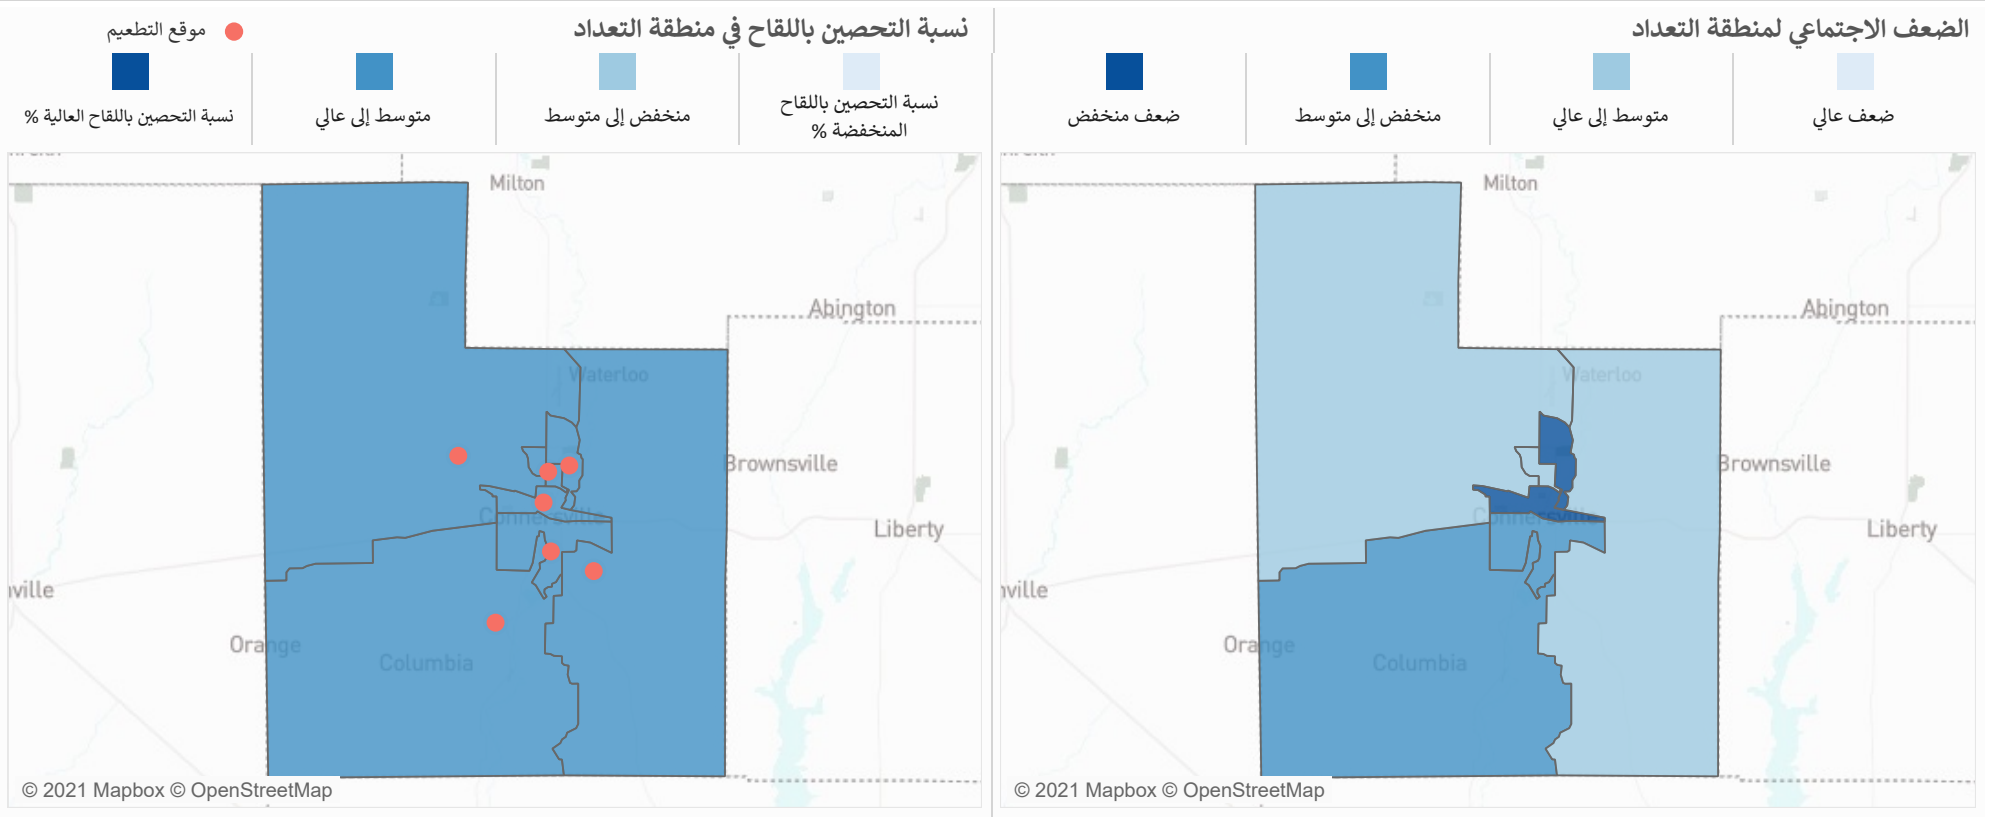 الضعف الاجتماعي لمنطقة التعداد
ضعف عالي
متوسط إلى عالي
منخفض إلى متوسط
ضعف منخفض
Milton
Abington
Waterloo
Brownsville
Connersville
Liberty
Orange
Columbia
© 2021 Mapbox © OpenStreetMap
نسبة التحصين باللقاح في منطقة التعداد
موقع التطعيم
نسبة التحصين باللقاح
المنخفضة %
منخفض إلى متوسط
متوسط إلى عالي
نسبة التحصين باللقاح العالية %
Milton
Abington
Waterloo
Brownsville
Connersville
Liberty
ville
Orange
Columbia
© 2021 Mapbox © OpenStreetMap